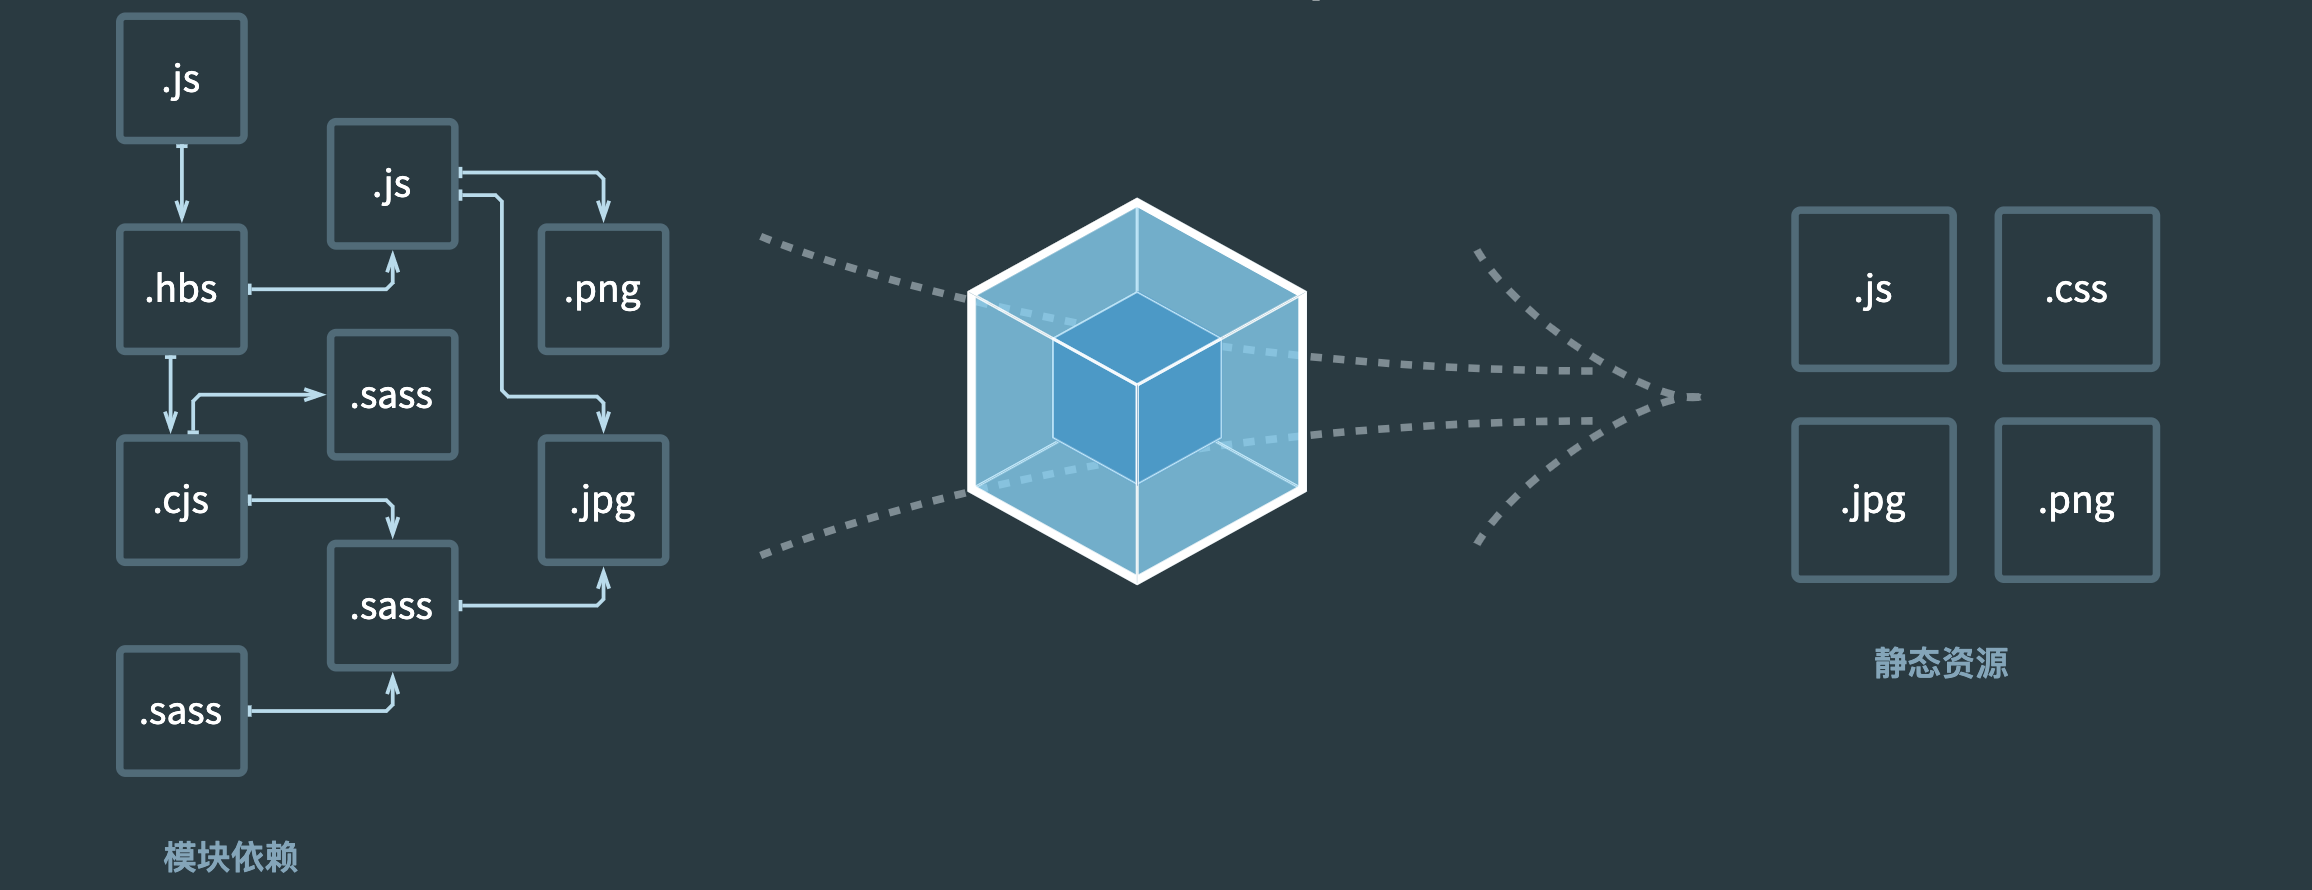 .js
.js
.hbs
.png
.sass
.cjs
.jpg
.sass
.sass
模块依赖
.js
.css
.jpg
.png
静态资源